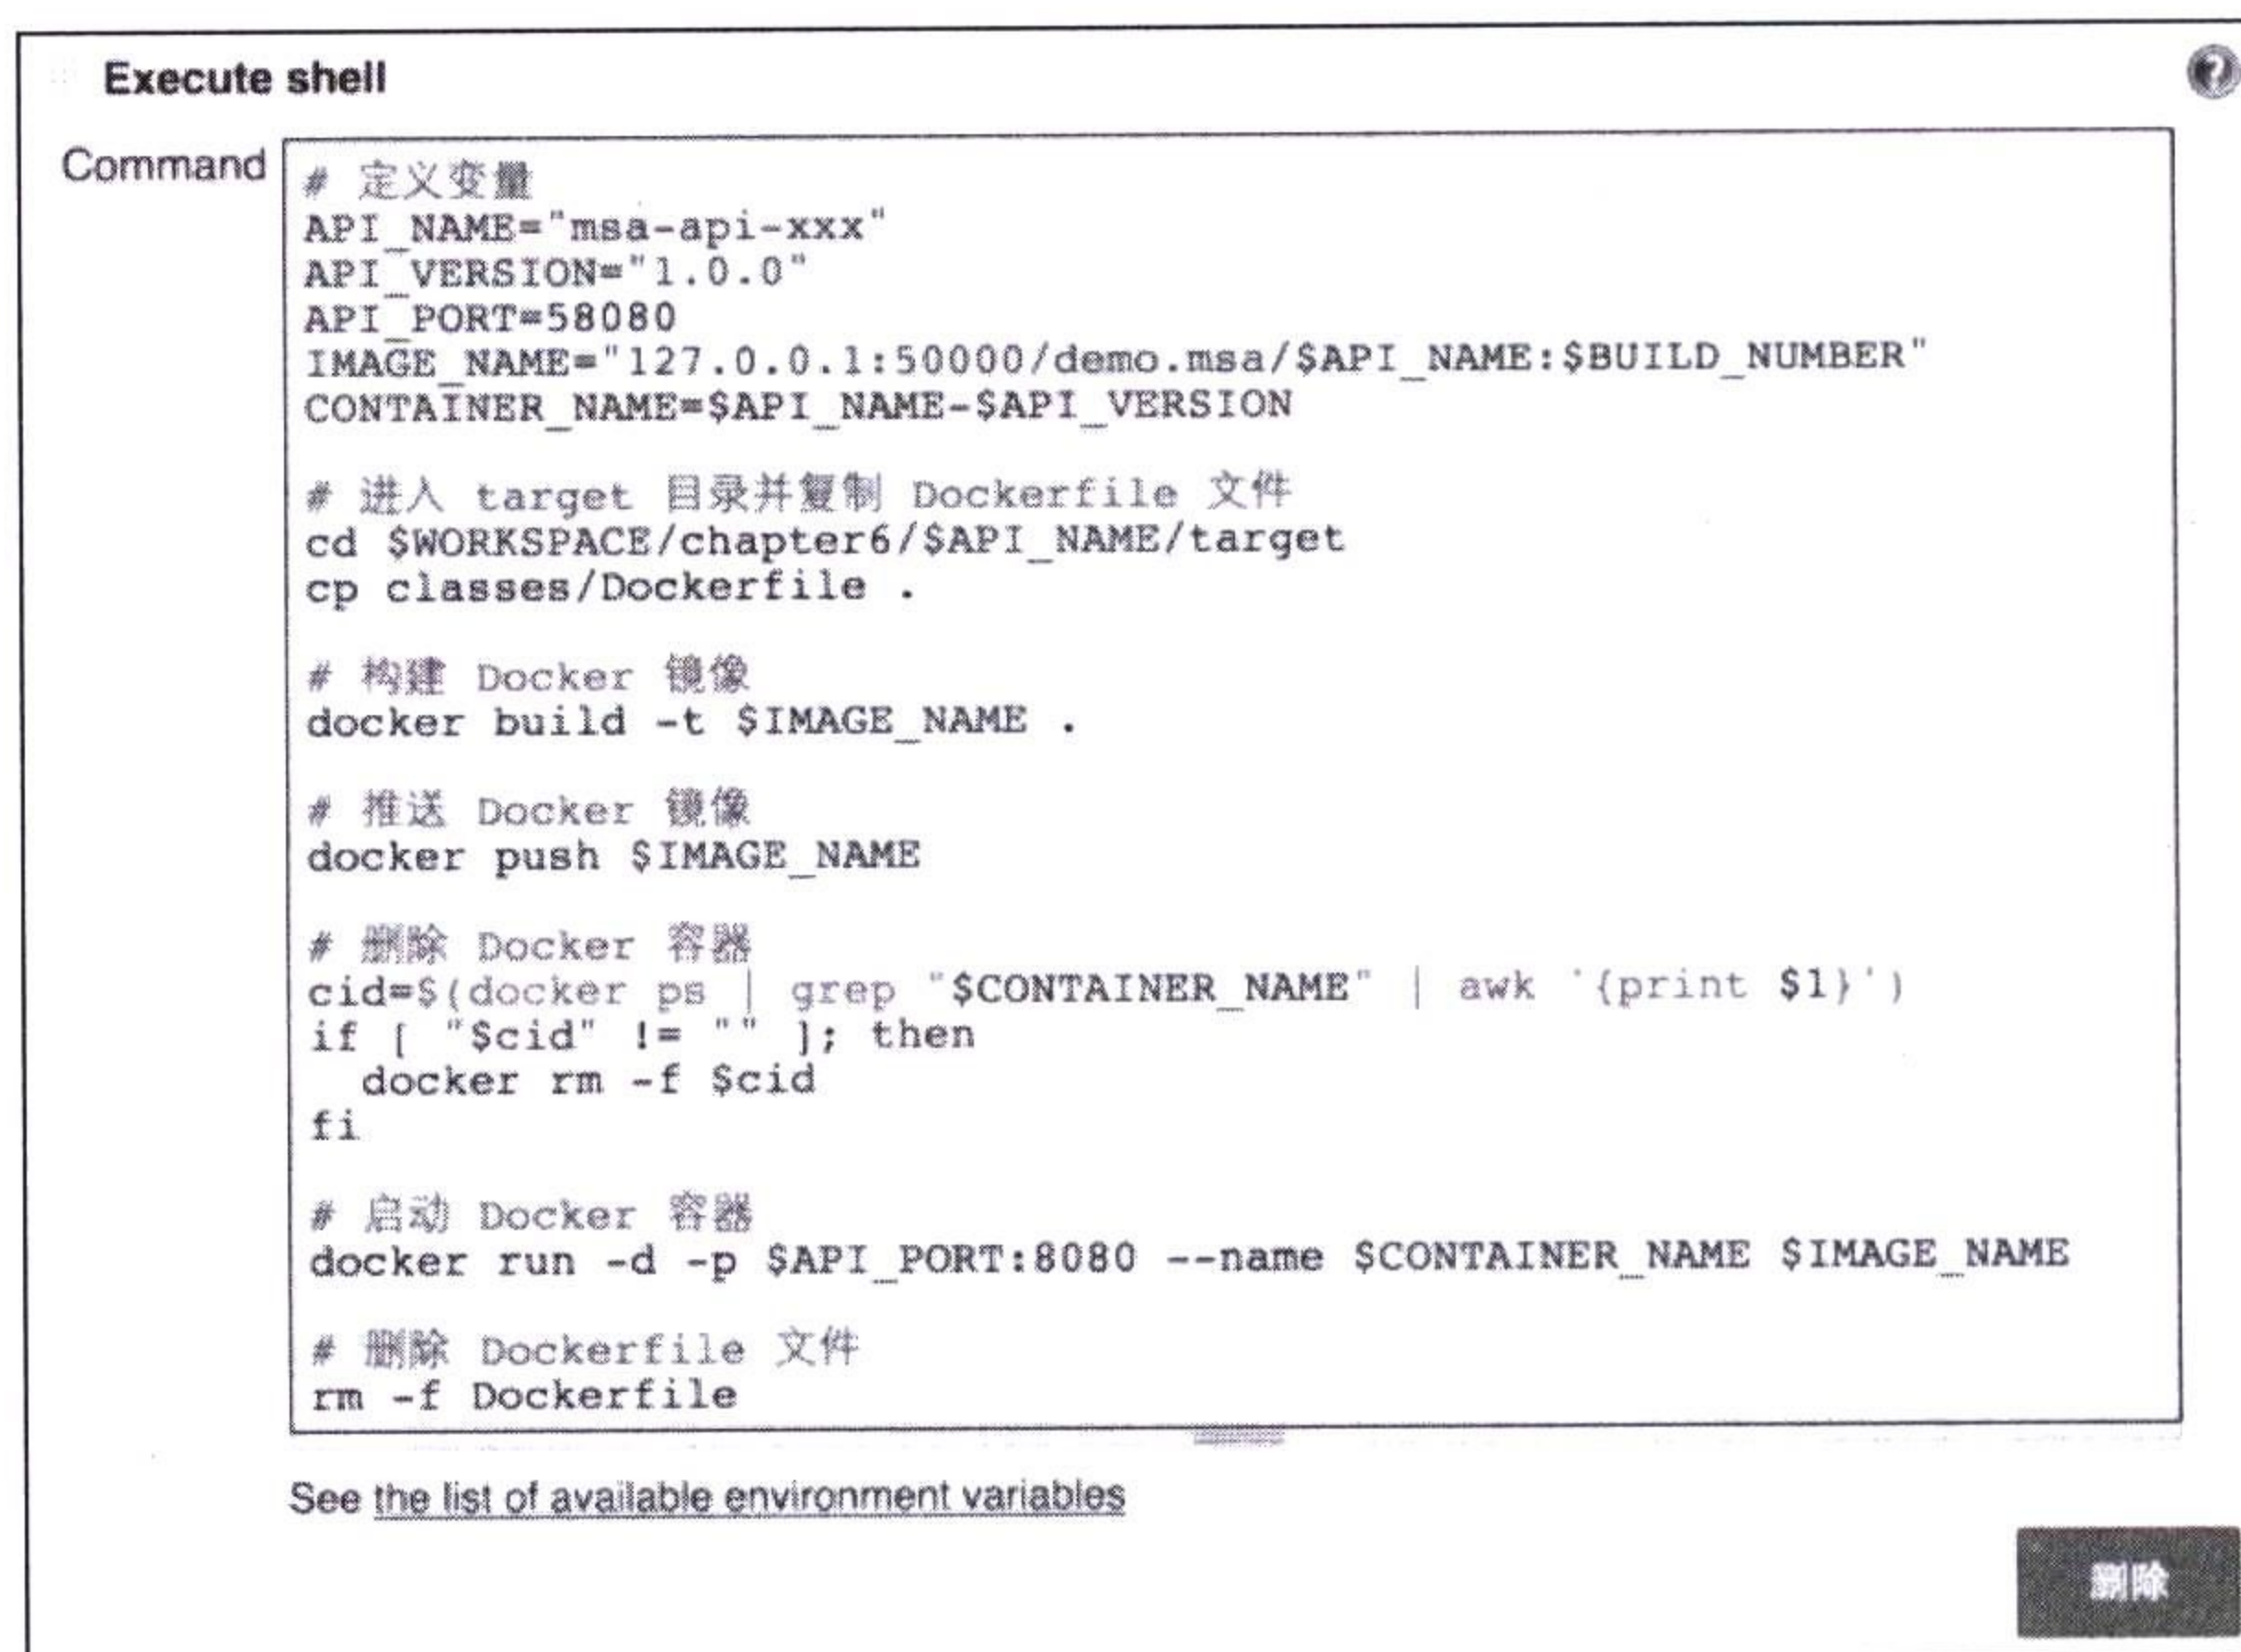 Execute shell
Command
# 定义变量
API_NAME="msa-api-xxx"
API_VERSION="1.0.0"
API_PORT=58080
IMAGE_NAME="127.0.0.1:50000/demo.msa/$API_NAME:$BUILD_NUMBER"
CONTAINER_NAME=$API_NAME-$API_VERSION
# 进入 target 目录并复制 Dockerfile 文件
cd $WORKSPACE/chapter6/$API_NAME/target
cp classes/Dockerfile .
# 构建 Docker 镜像
docker build -t $IMAGE_NAME .
# 推送 Docker 镜像
docker push $IMAGE_NAME
# 删除 Docker 容器
cid=$(docker ps | grep "$CONTAINER_NAME" | awk '{print $1}')
if [ "$cid" != "" ]; then
  docker rm -f $cid
fi
# 启动 Docker 容器
docker run -d -p $API_PORT:8080 --name $CONTAINER_NAME $IMAGE_NAME
# 删除 Dockerfile 文件
rm -f Dockerfile
See the list of available environment variables
删除